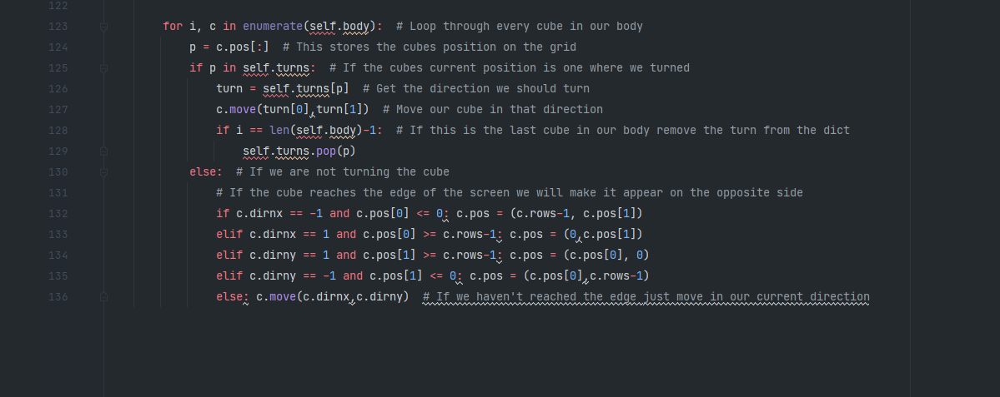 122
123 for i, c in enumerate(self.body):  # Loop through every cube in our body
124 p = c.pos[:]  # This stores the cubes position on the grid
125 if p in self.turns:  # If the cubes current position is one where we turned
126 turn = self.turns[p]  # Get the direction we should turn
127 c.move(turn[0],turn[1])  # Move our cube in that direction
128 if i == len(self.body)-1:  # If this is the last cube in our body remove the turn from the dict
129 self.turns.pop(p)
130 else:  # If we are not turning the cube
131 # If the cube reaches the edge of the screen we will make it appear on the opposite side
132 if c.dirnx == -1 and c.pos[0] <= 0: c.pos = (c.rows-1, c.pos[1])
133 elif c.dirnx == 1 and c.pos[0] >= c.rows-1: c.pos = (0,c.pos[1])
134 elif c.dirny == 1 and c.pos[1] >= c.rows-1: c.pos = (c.pos[0], 0)
135 elif c.dirny == -1 and c.pos[1] <= 0: c.pos = (c.pos[0],c.rows-1)
136 else: c.move(c.dirnx,c.dirny)  # If we haven't reached the edge just move in our current direction